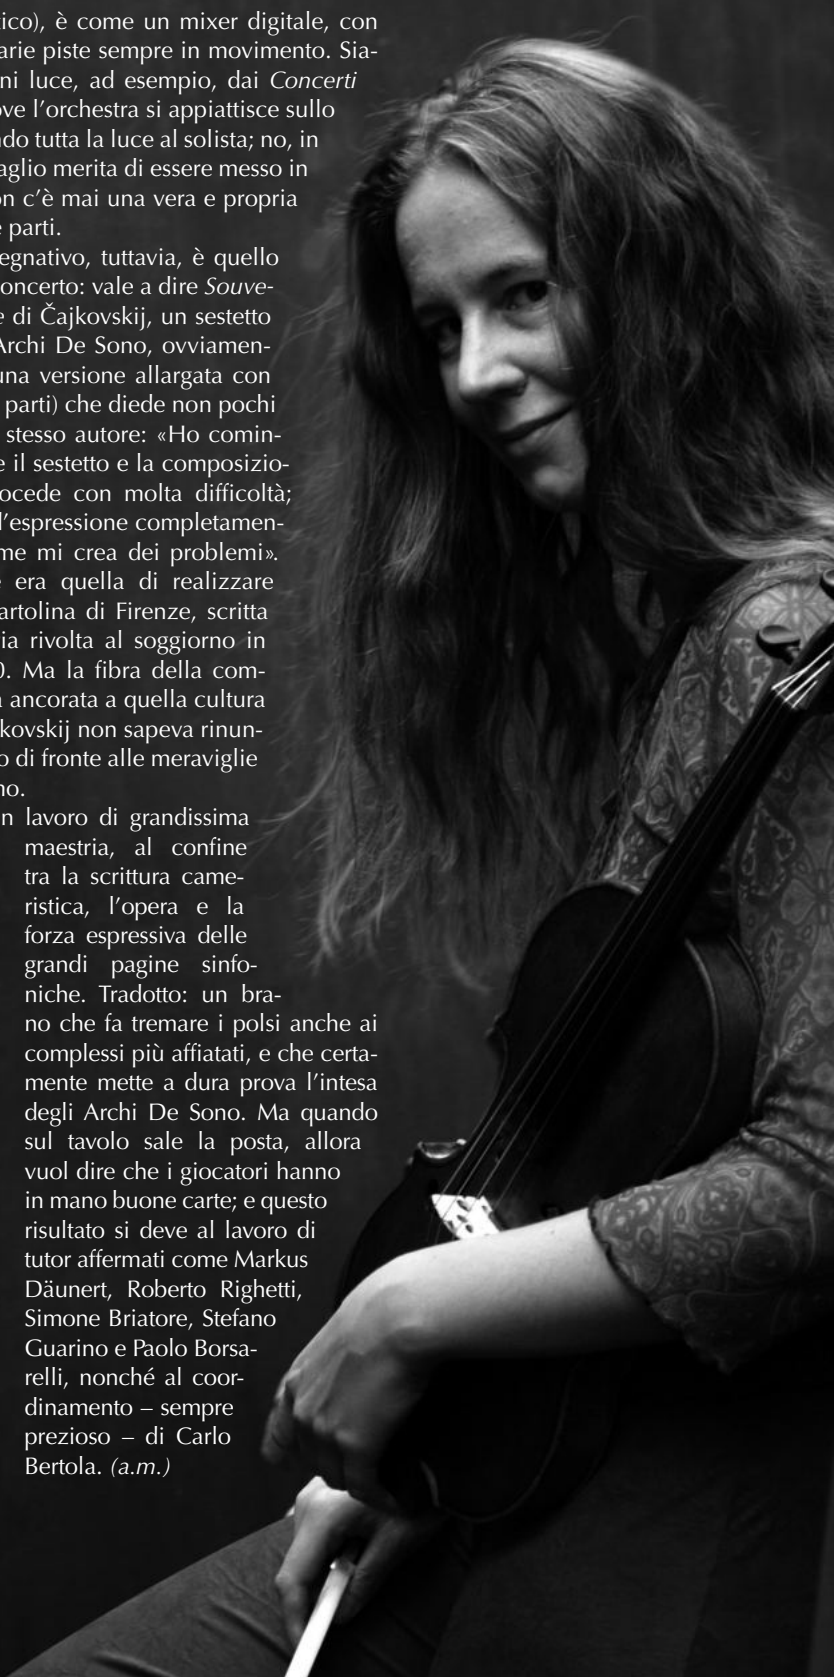 tico), è come un mixer digitale, con
arie piste sempre in movimento. Sia-
ni luce, ad esempio, dai Concerti
ve l'orchestra si appiattisce sullo
do tutta la luce al solista; no, in
aglio merita di essere messo in
n c'è mai una vera e propria
parti.
egnativo, tuttavia, è quello
oncerto: vale a dire Souve-
e di Čajkovskij, un sestetto
Archi De Sono, ovviamen-
una versione allargata con
parti) che diede non pochi
stesso autore: «Ho comin-
e il sestetto e la composizio-
ocede con molta difficoltà;
l'espressione completamen-
me mi crea dei problemi».
e era quella di realizzare
artolina di Firenze, scritta
ia rivolta al soggiorno in
0. Ma la fibra della com-
a ancorata a quella cultura
kovskij non sapeva rinun-
o di fronte alle meraviglie
no.
n lavoro di grandissima
maestria, al confine
tra la scrittura came-
ristica, l'opera e la
forza espressiva delle
grandi pagine sinfo-
niche. Tradotto: un bra-
no che fa tremare i polsi anche ai
complessi più affiatati, e che certa-
mente mette a dura prova l'intesa
degli Archi De Sono. Ma quando
sul tavolo sale la posta, allora
vuol dire che i giocatori hanno
in mano buone carte; e questo
risultato si deve al lavoro di
tutor affermati come Markus
Däunert, Roberto Righetti,
Simone Briatore, Stefano
Guarino e Paolo Borsa-
relli, nonché al coor-
dinamento – sempre
prezioso – di Carlo
Bertola. (a.m.)